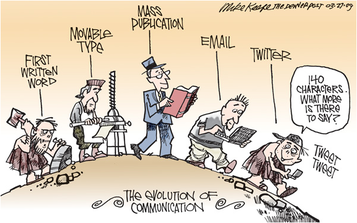 Mike Keefe THE DENVER POST 03-27-09
FIRST
WRITTEN
WORD
MOVABLE
TYPE
MASS
PUBLICATION
EMAIL
TWITTER
140
CHARACTERS.
WHAT MORE
IS THERE
TO SAY?
TWEET
TWEET
THE EVOLUTION OF
COMMUNICATION